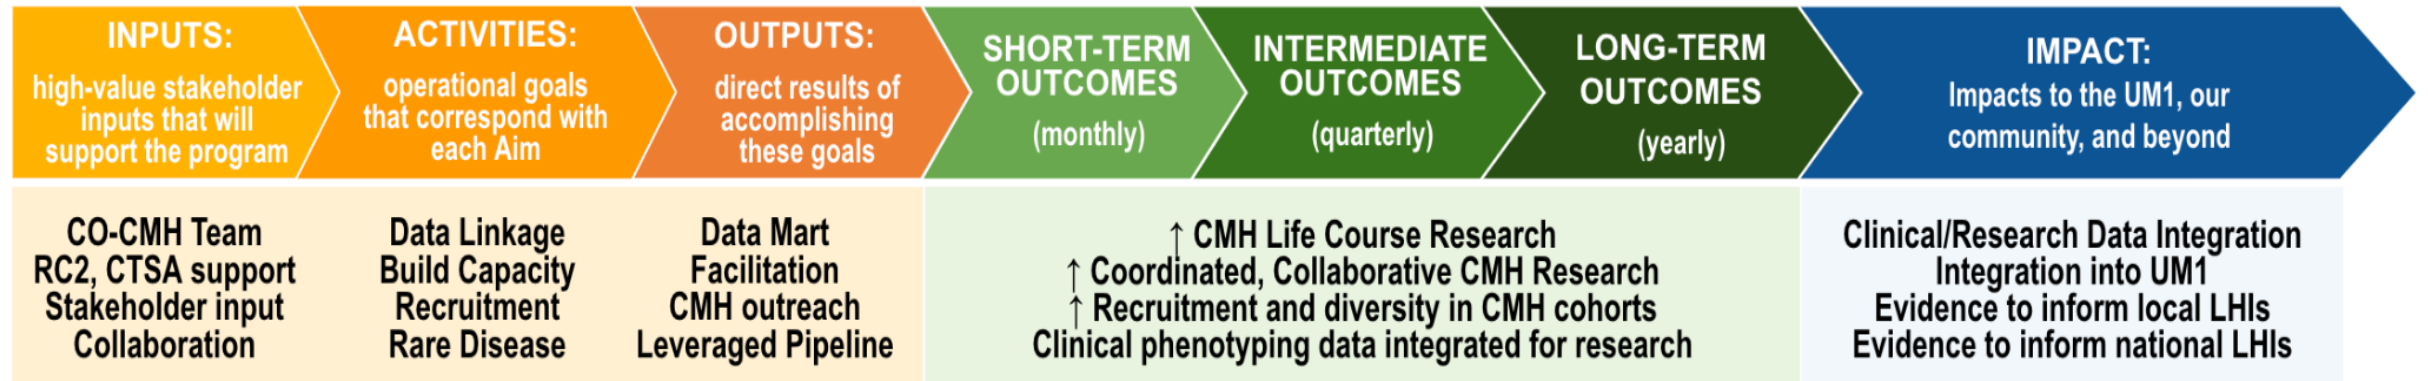 INPUTS:
high-value stakeholder
inputs that will
support the program
ACTIVITIES:
operational goals
that correspond with
each Aim
OUTPUTS:
direct results of
accomplishing
these goals
SHORT-TERM
OUTCOMES
(monthly)
INTERMEDIATE
OUTCOMES
(quarterly)
LONG-TERM
OUTCOMES
(yearly)
IMPACT:
Impacts to the UM1, our
community, and beyond
CO-CMH Team
RC2, CTSA support
Stakeholder input
Collaboration
Data Linkage
Build Capacity
Recruitment
Rare Disease
Data Mart
Facilitation
CMH outreach
Leveraged Pipeline
↑ CMH Life Course Research
↑ Coordinated, Collaborative CMH Research
↑ Recruitment and diversity in CMH cohorts
Clinical phenotyping data integrated for research
Clinical/Research Data Integration
Integration into UM1
Evidence to inform local LHIs
Evidence to inform national LHIs